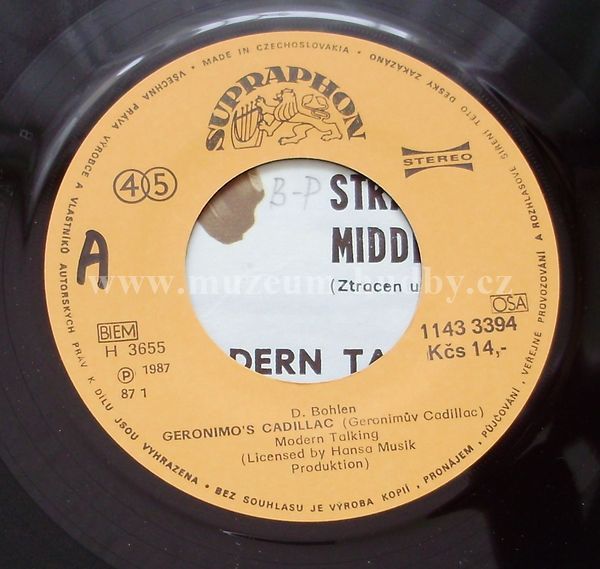 • MADE IN CZECHOSLOVAKIA • VŠECHNA PRÁVA VÝROBCE A VLASTNÍKŮ AUTORSKÝCH PRÁV K DÍLU JSOU VYHRAZENA • BEZ SOUHLASU JE VÝROBA KOPIÍ, PRONÁJEM, PŮJČOVÁNÍ, VEŘEJNÉ PROVOZOVÁNÍ A ROZHLASOVÉ ŠÍŘENÍ TÉTO DESKY ZAKÁZÁNO
SUPRAPHON
STEREO
45
B-P
STR
MIDD
(Ztracen u
A
www.muzeum-hudby.cz
BIEM
OSA
H 3655
1143 3394
Kčs 14,-
P 1987
87 1
DERN TA
D. Bohlen
GERONIMO'S CADILLAC (Geronimův Cadillac)
Modern Talking
(Licensed by Hansa Musik
Produktion)